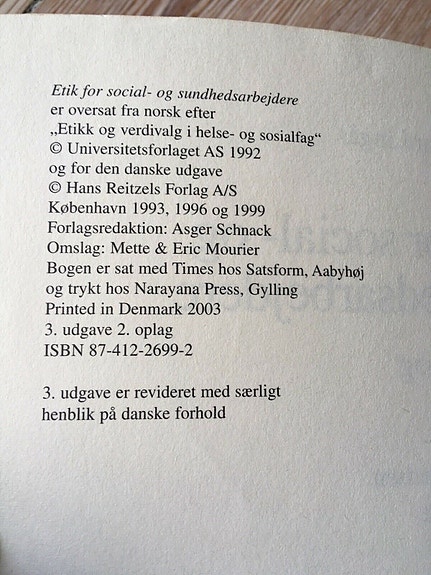 Etik for social- og sundhedsarbejdere
er oversat fra norsk efter
„Etikk og verdivalg i helse- og sosialfag“
© Universitetsforlaget AS 1992
og for den danske udgave
© Hans Reitzels Forlag A/S
København 1993, 1996 og 1999
Forlagsredaktion: Asger Schnack
Omslag: Mette & Eric Mourier
Bogen er sat med Times hos Satsform, Aabyhøj
og trykt hos Narayana Press, Gylling
Printed in Denmark 2003
3. udgave 2. oplag
ISBN 87-412-2699-2
3. udgave er revideret med særligt
henblik på danske forhold